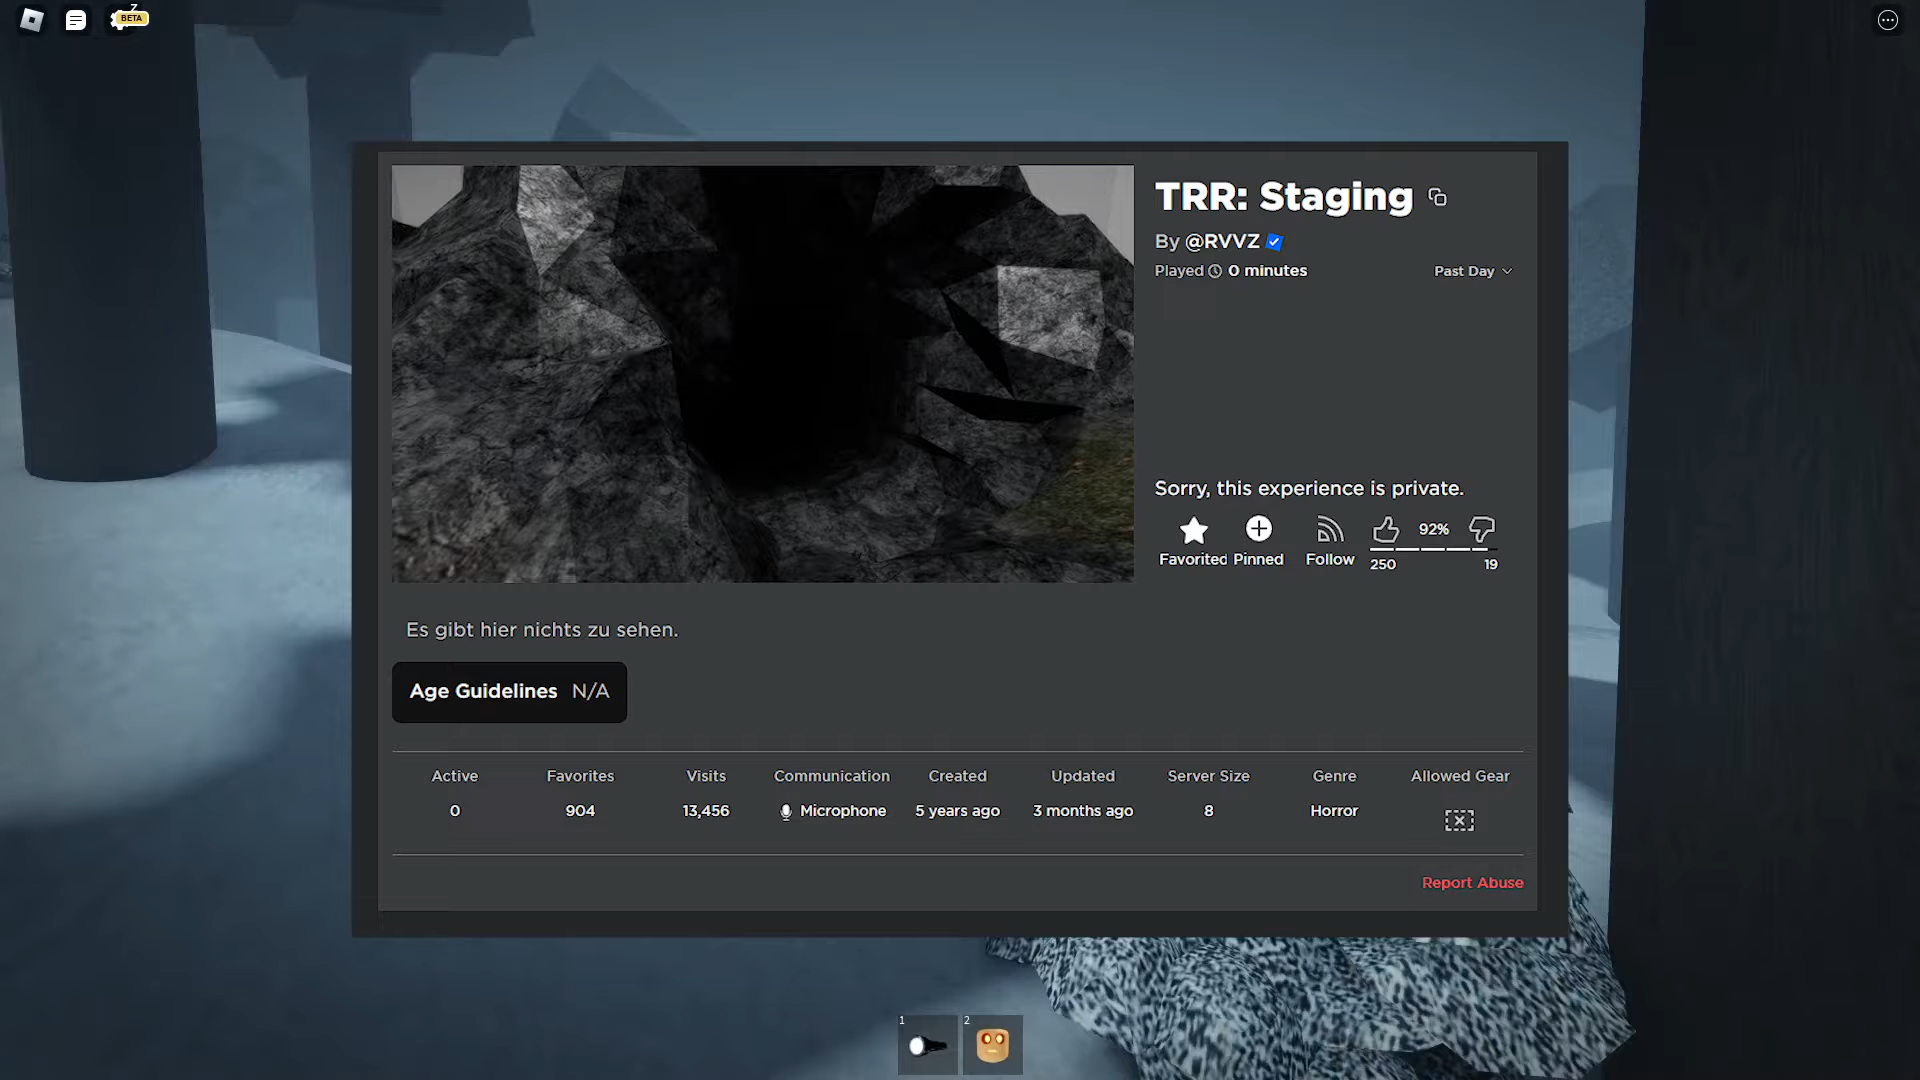 BETA
TRR: Staging
By @RVVZ
Played 0 minutes
Past Day
Sorry, this experience is private.
Favorited
Pinned
Follow
92%
250
19
Es gibt hier nichts zu sehen.
Age Guidelines N/A
Active Favorites Visits Communication Created Updated Server Size Genre Allowed Gear
0 904 13,456 Microphone 5 years ago 3 months ago 8 Horror
Report Abuse
1 2